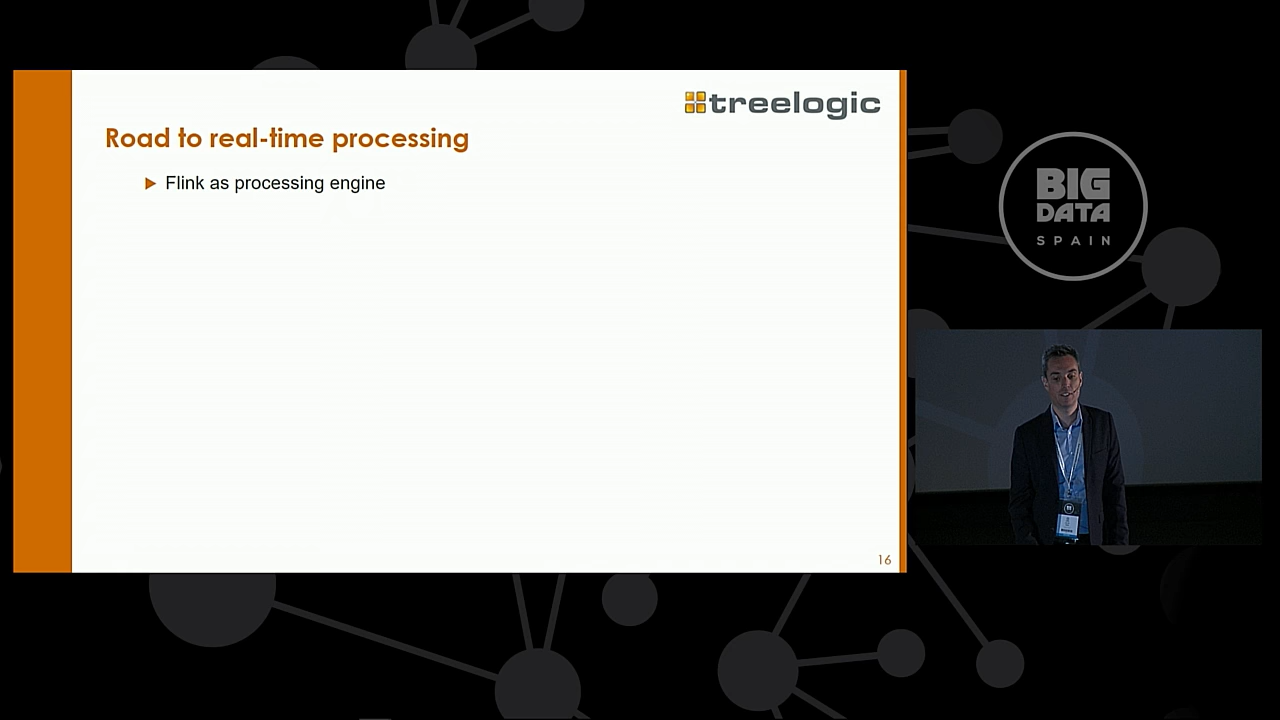 treelogic
Road to real-time processing
Flink as processing engine
16
BIG
DATA
SPAIN